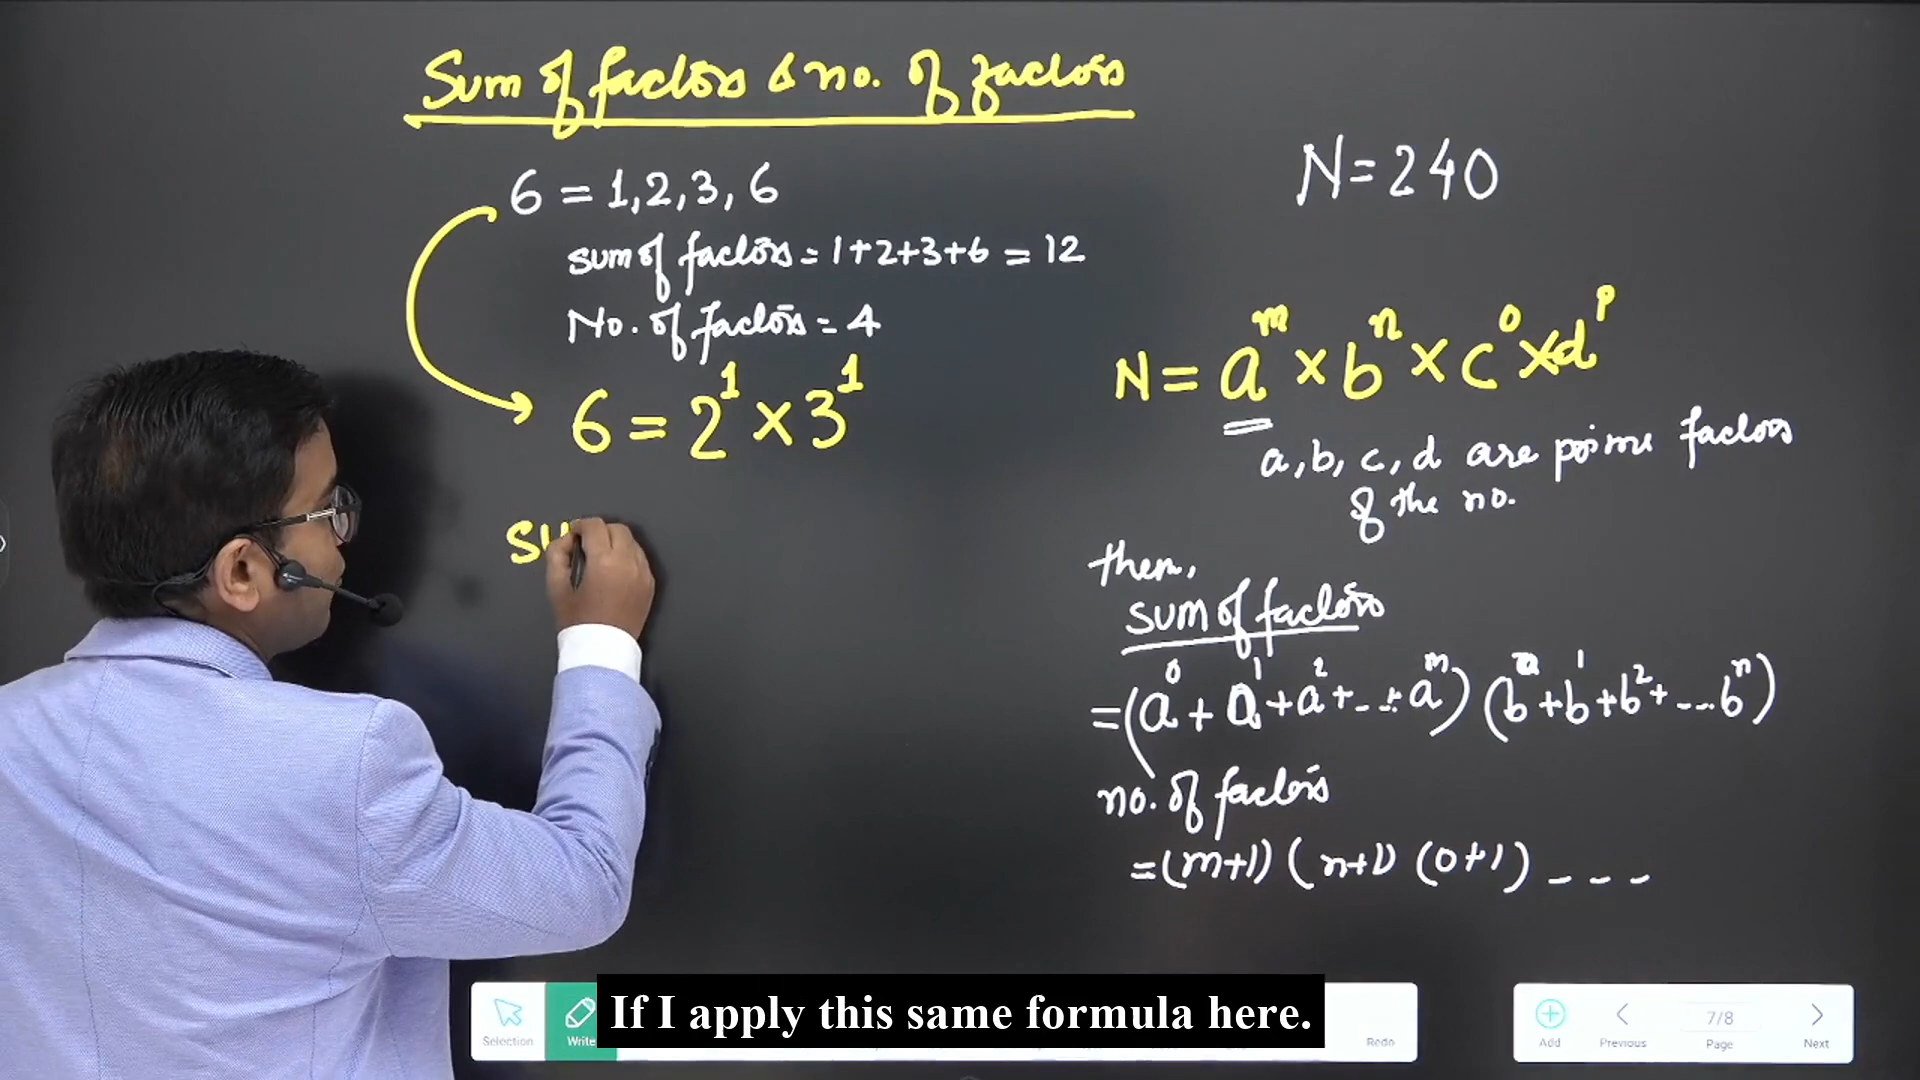 Sum of factors & no. of factors
6 = 1,2,3, 6
sum of factors = 1+2+3+6 = 12
No. of factors = 4
6 = 2¹ × 3¹
su
N=240
N = aᵐ × bⁿ × c⁰ × dᵖ
a, b, c, d are prime factors
of the no.
then,
sum of factors
=(a⁰ + a¹ + a² + -..+ aᵐ) (b + b¹ + b² + -... bⁿ)
no. of factors
=(m+1) (n+1) (0+1) - - -
If I apply this same formula here.
Selection
Write
Redo
Add
Previous
7/8
Page
Next